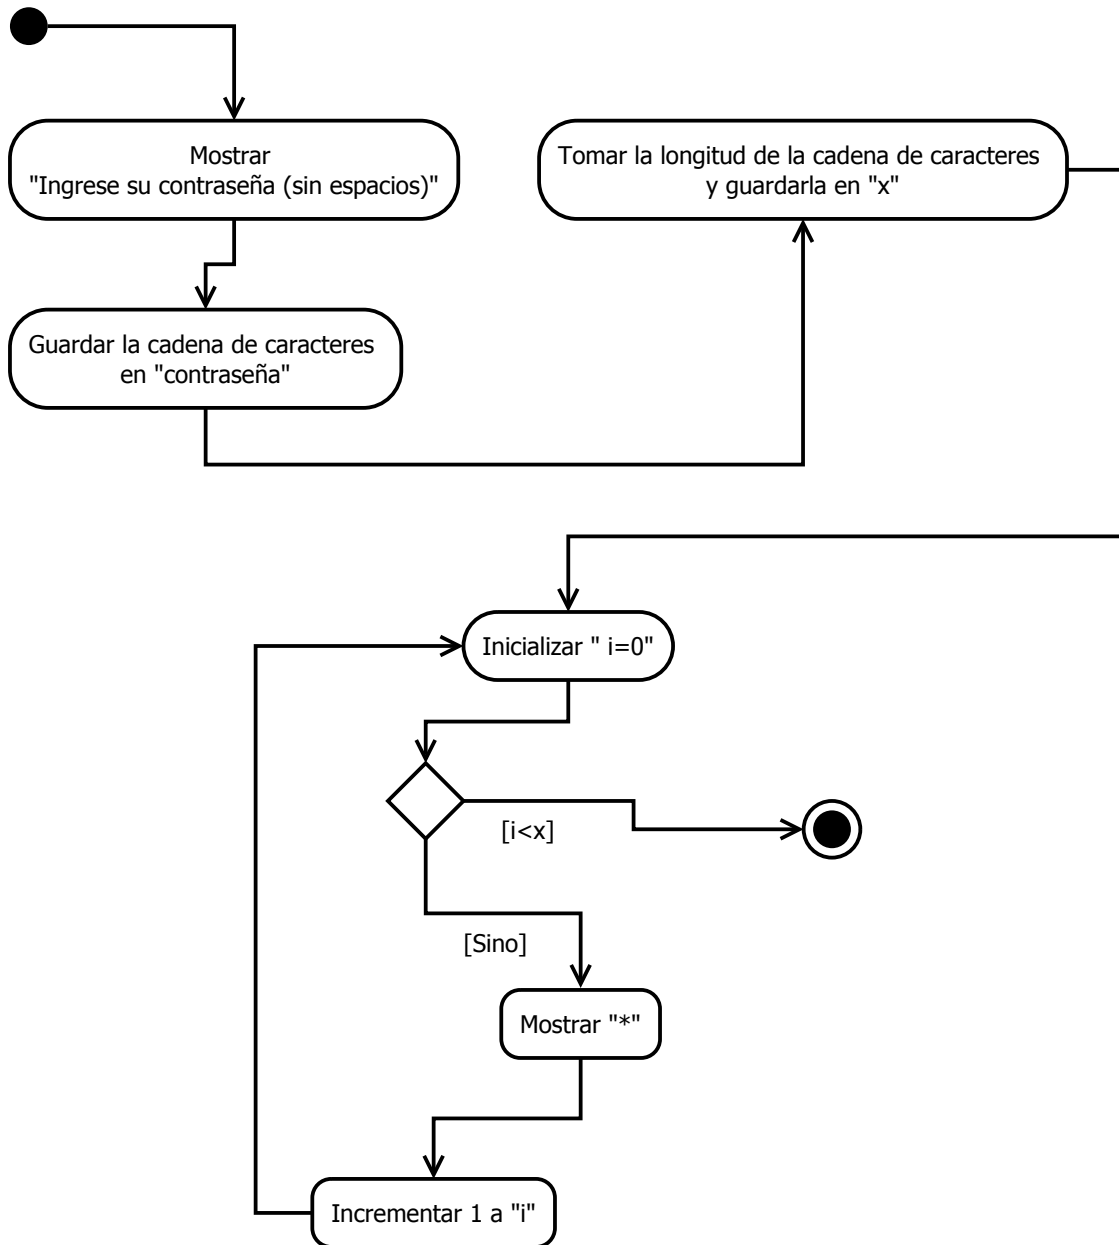 Mostrar
"Ingrese su contraseña (sin espacios)"
Guardar la cadena de caracteres
en "contraseña"
Tomar la longitud de la cadena de caracteres
y guardarla en "x"
Inicializar " i=0"
[i<x]
[Sino]
Mostrar "*"
Incrementar 1 a "i"